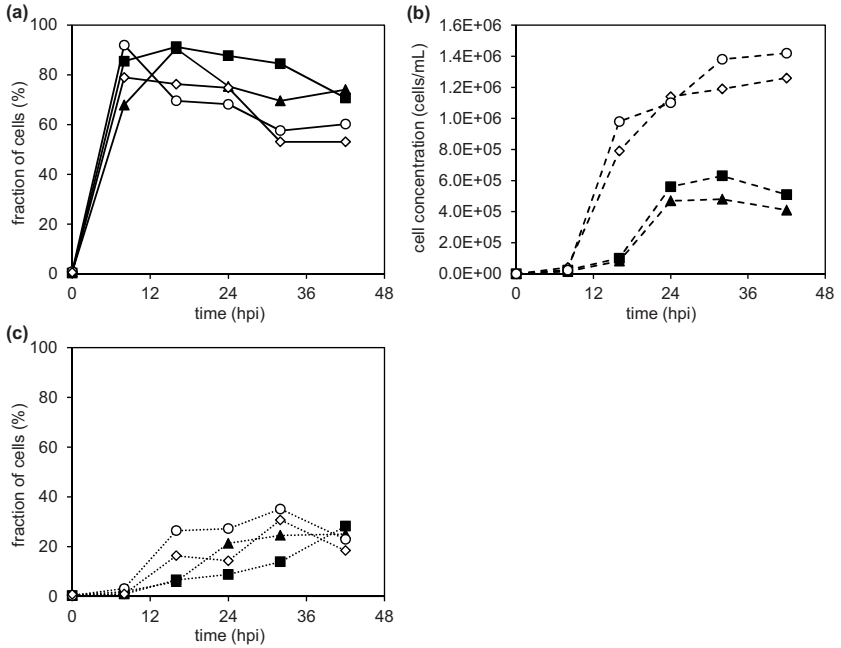 (a)
100
80
60
40
20
0
fraction of cells (%)
0 12 24 36 48
time (hpi)
(b)
1.6E+06
1.4E+06
1.2E+06
1.0E+06
8.0E+05
6.0E+05
4.0E+05
2.0E+05
0.0E+00
cell concentration (cells/mL)
0 12 24 36 48
time (hpi)
(c)
100
80
60
40
20
0
fraction of cells (%)
0 12 24 36 48
time (hpi)